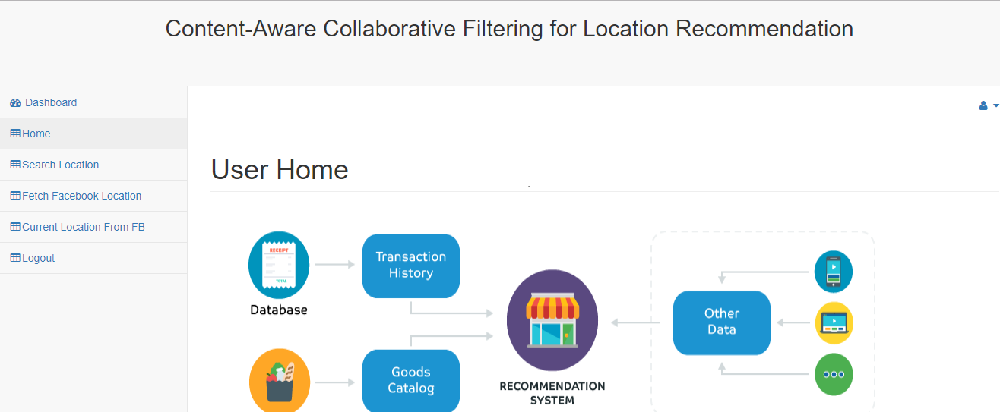 Content-Aware Collaborative Filtering for Location Recommendation
Dashboard
Home
Search Location
Fetch Facebook Location
Current Location From FB
Logout
User Home
.
RECEIPT
TOTAL
Database
Transaction
History
Goods
Catalog
RECOMMENDATION
SYSTEM
Other
Data